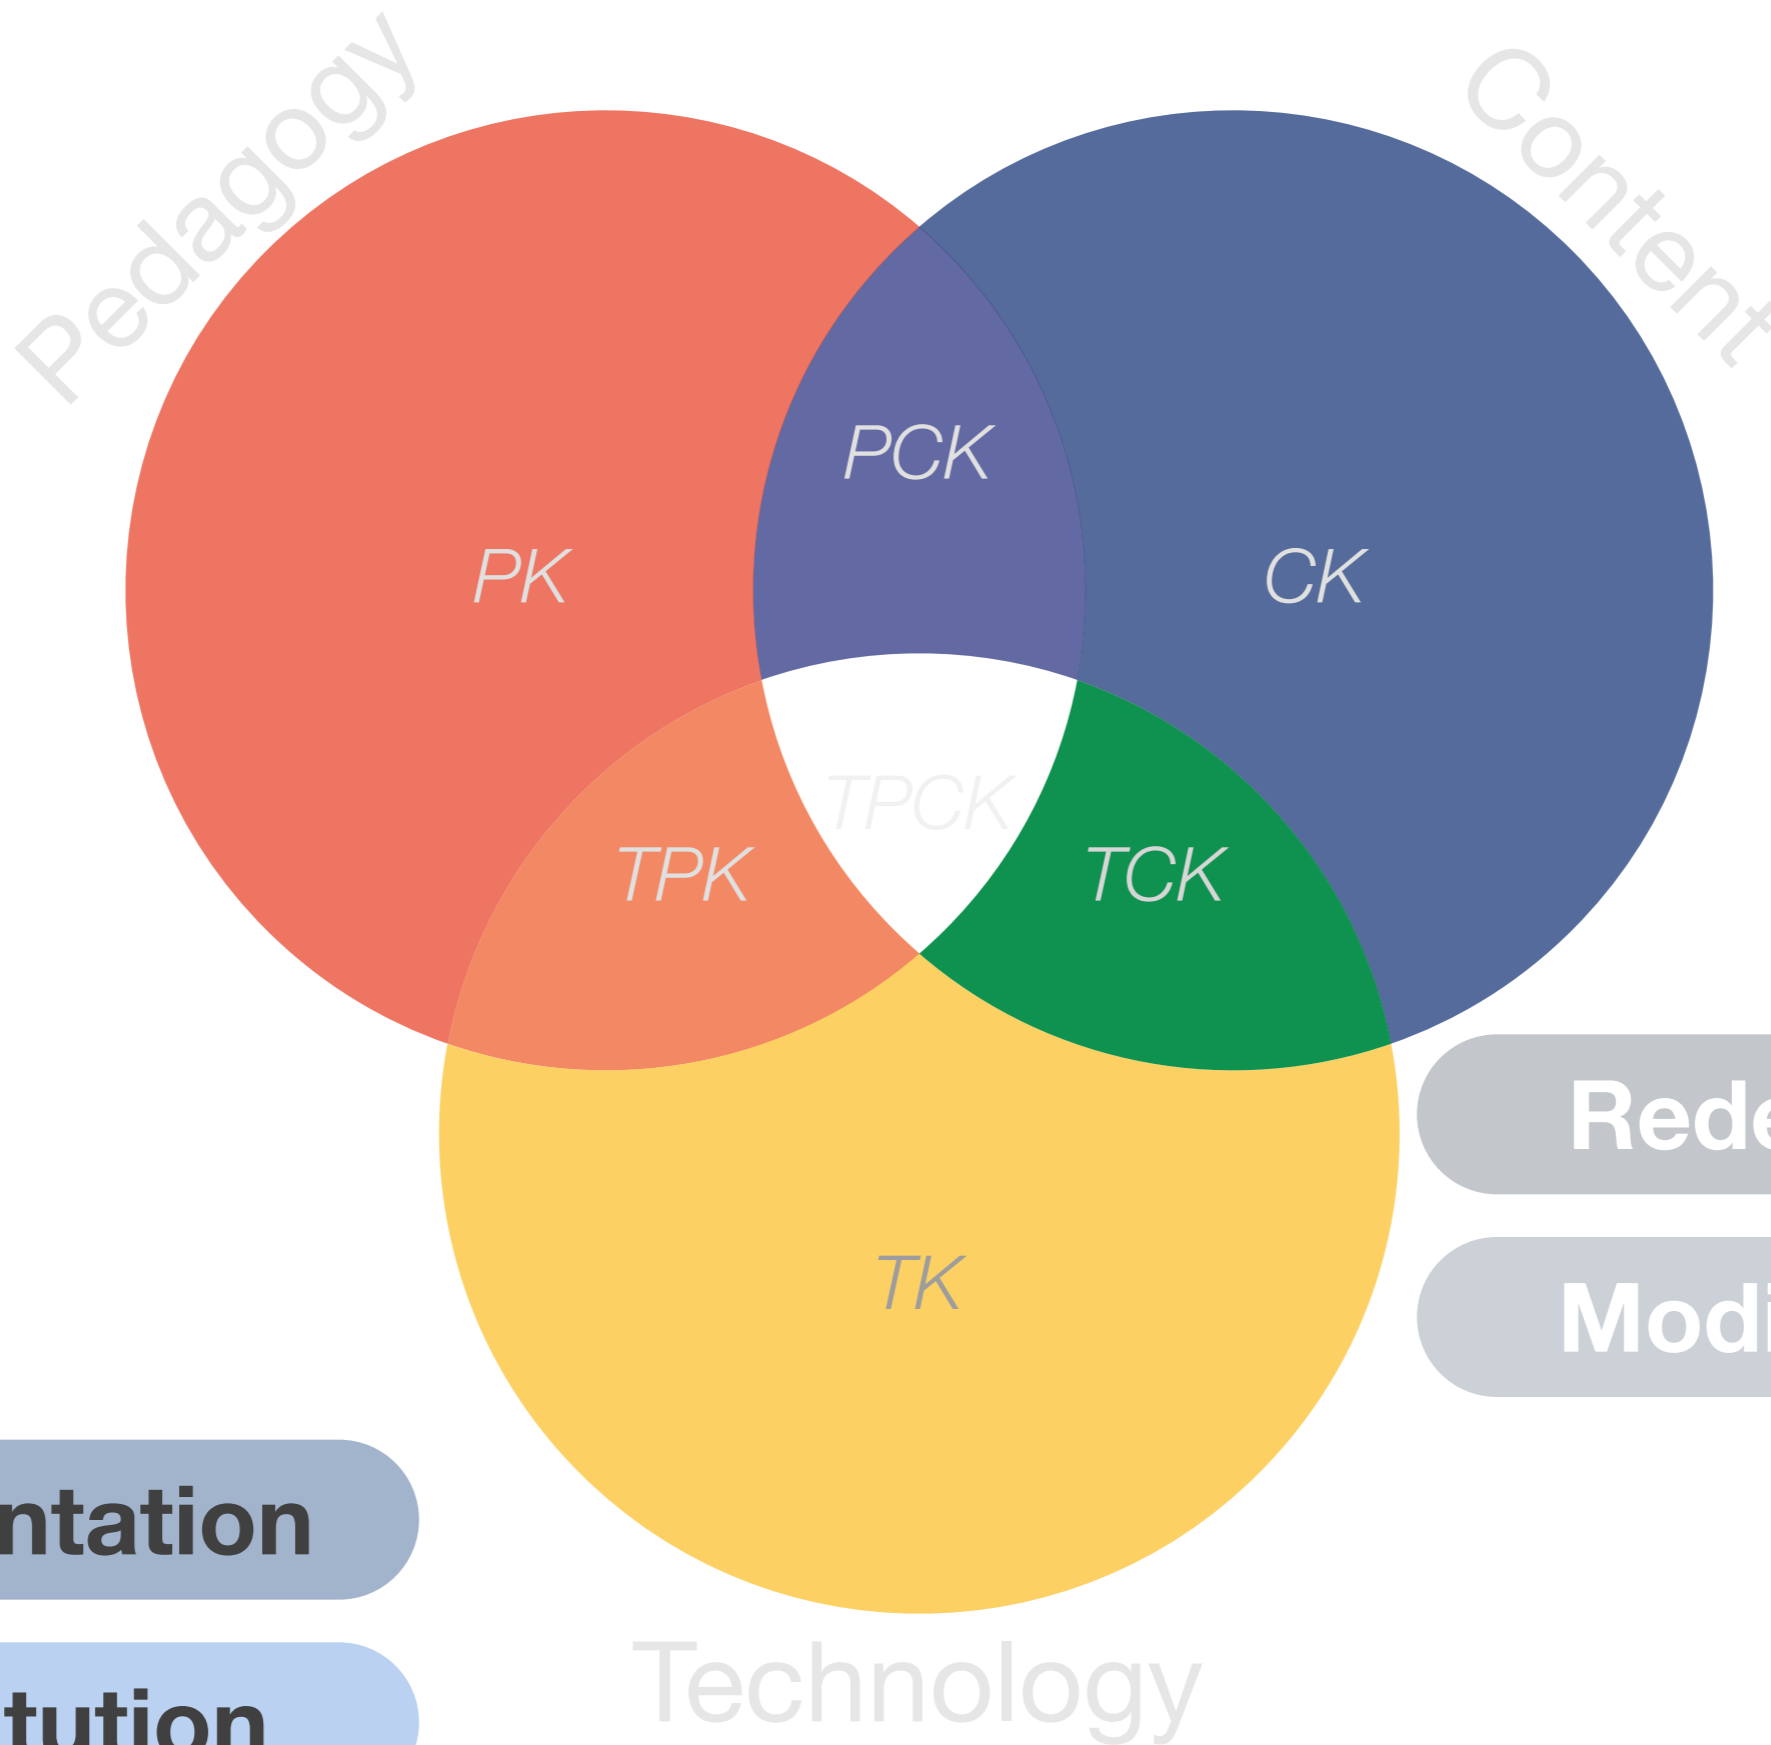 Pedagogy
Content
PCK
PK
CK
TPCK
TPK
TCK
Rede
Modi
TK
ntation
tution
Technology